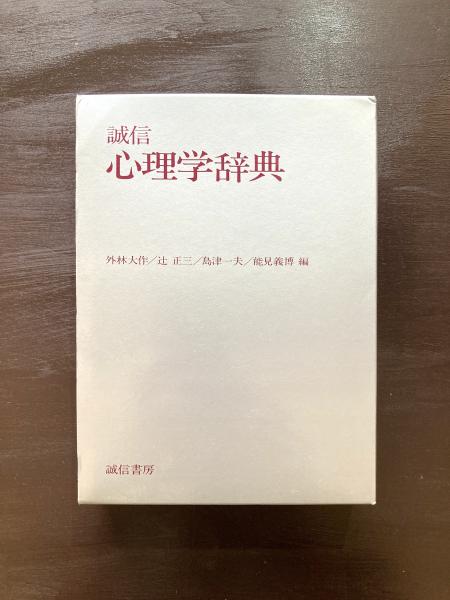 誠信
心理学辞典
外林大作／辻 正三／島津一夫／能見義博 編
誠信書房